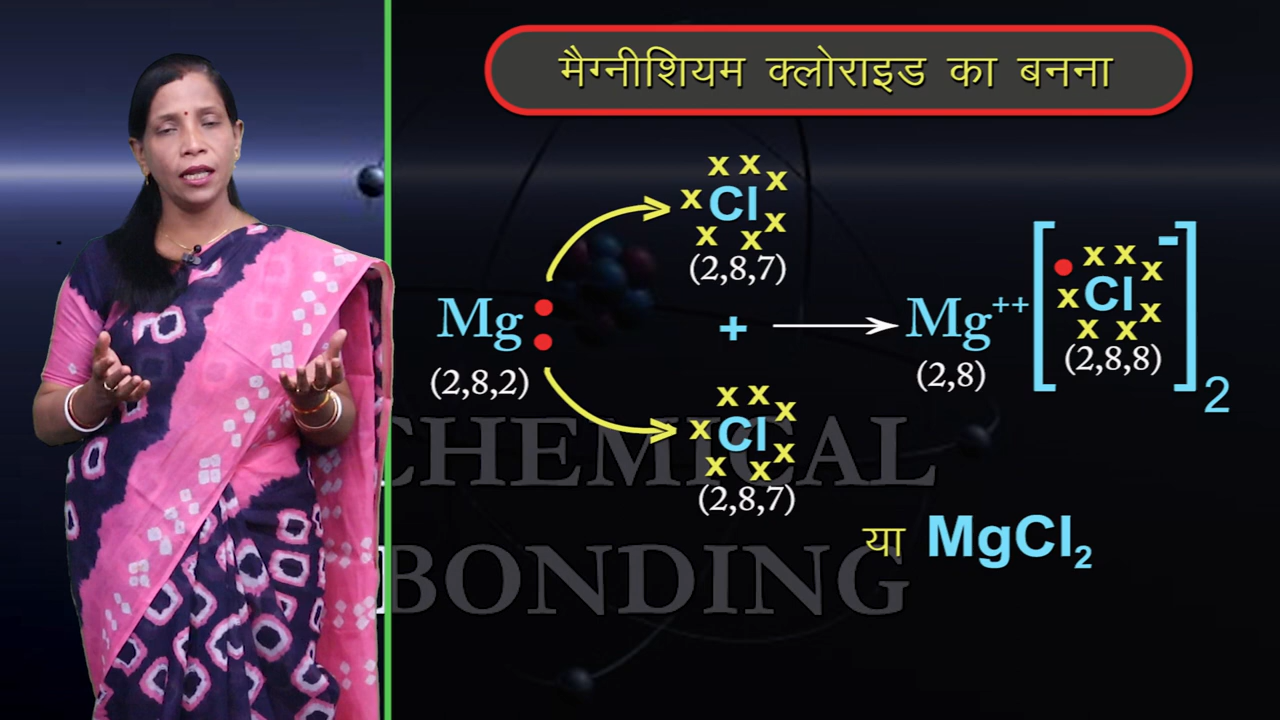 मैग्नीशियम क्लोराइड का बनना
x x x x Cl x x x
(2,8,7)
Mg
(2,8,2)
+
x x x x Cl x x x
(2,8,7)
Mg++ [ x x x x Cl x x x - ] 2
(2,8) (2,8,8)
CHEMICAL
BONDING
या MgCl2